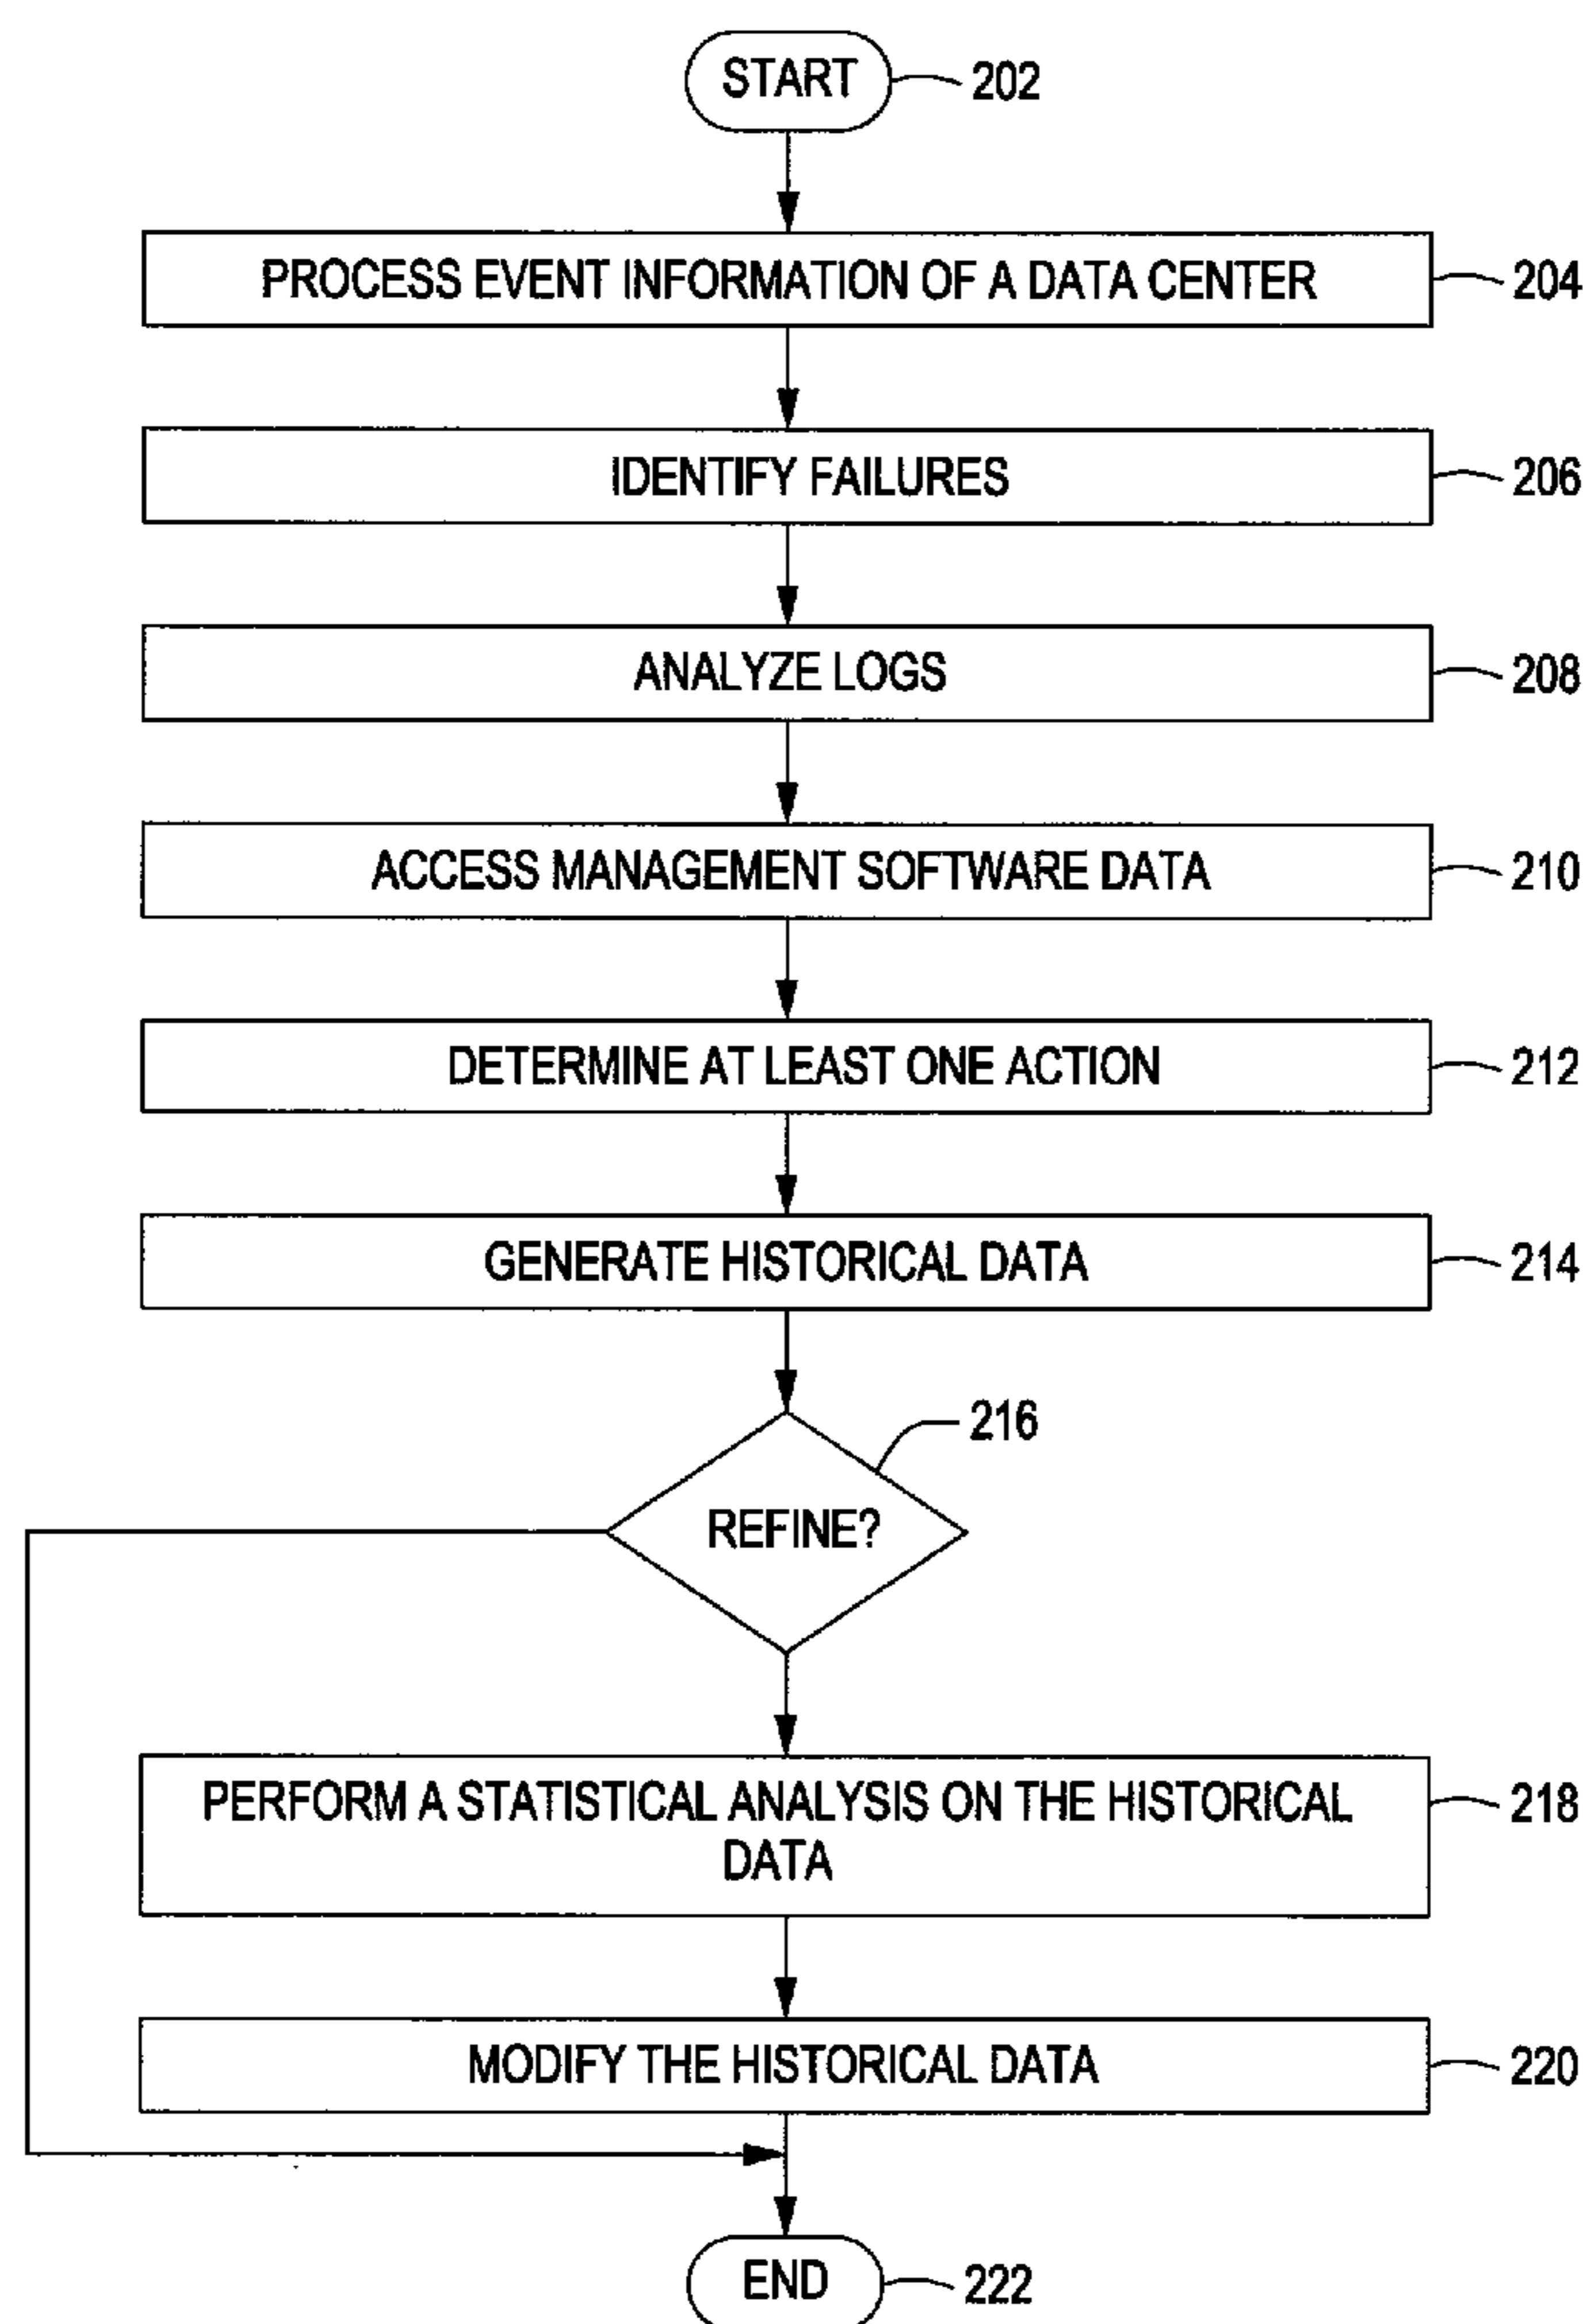 START
202
PROCESS EVENT INFORMATION OF A DATA CENTER
204
IDENTIFY FAILURES
206
ANALYZE LOGS
208
ACCESS MANAGEMENT SOFTWARE DATA
210
DETERMINE AT LEAST ONE ACTION
212
GENERATE HISTORICAL DATA
214
216
REFINE?
PERFORM A STATISTICAL ANALYSIS ON THE HISTORICAL
DATA
218
MODIFY THE HISTORICAL DATA
220
END
222